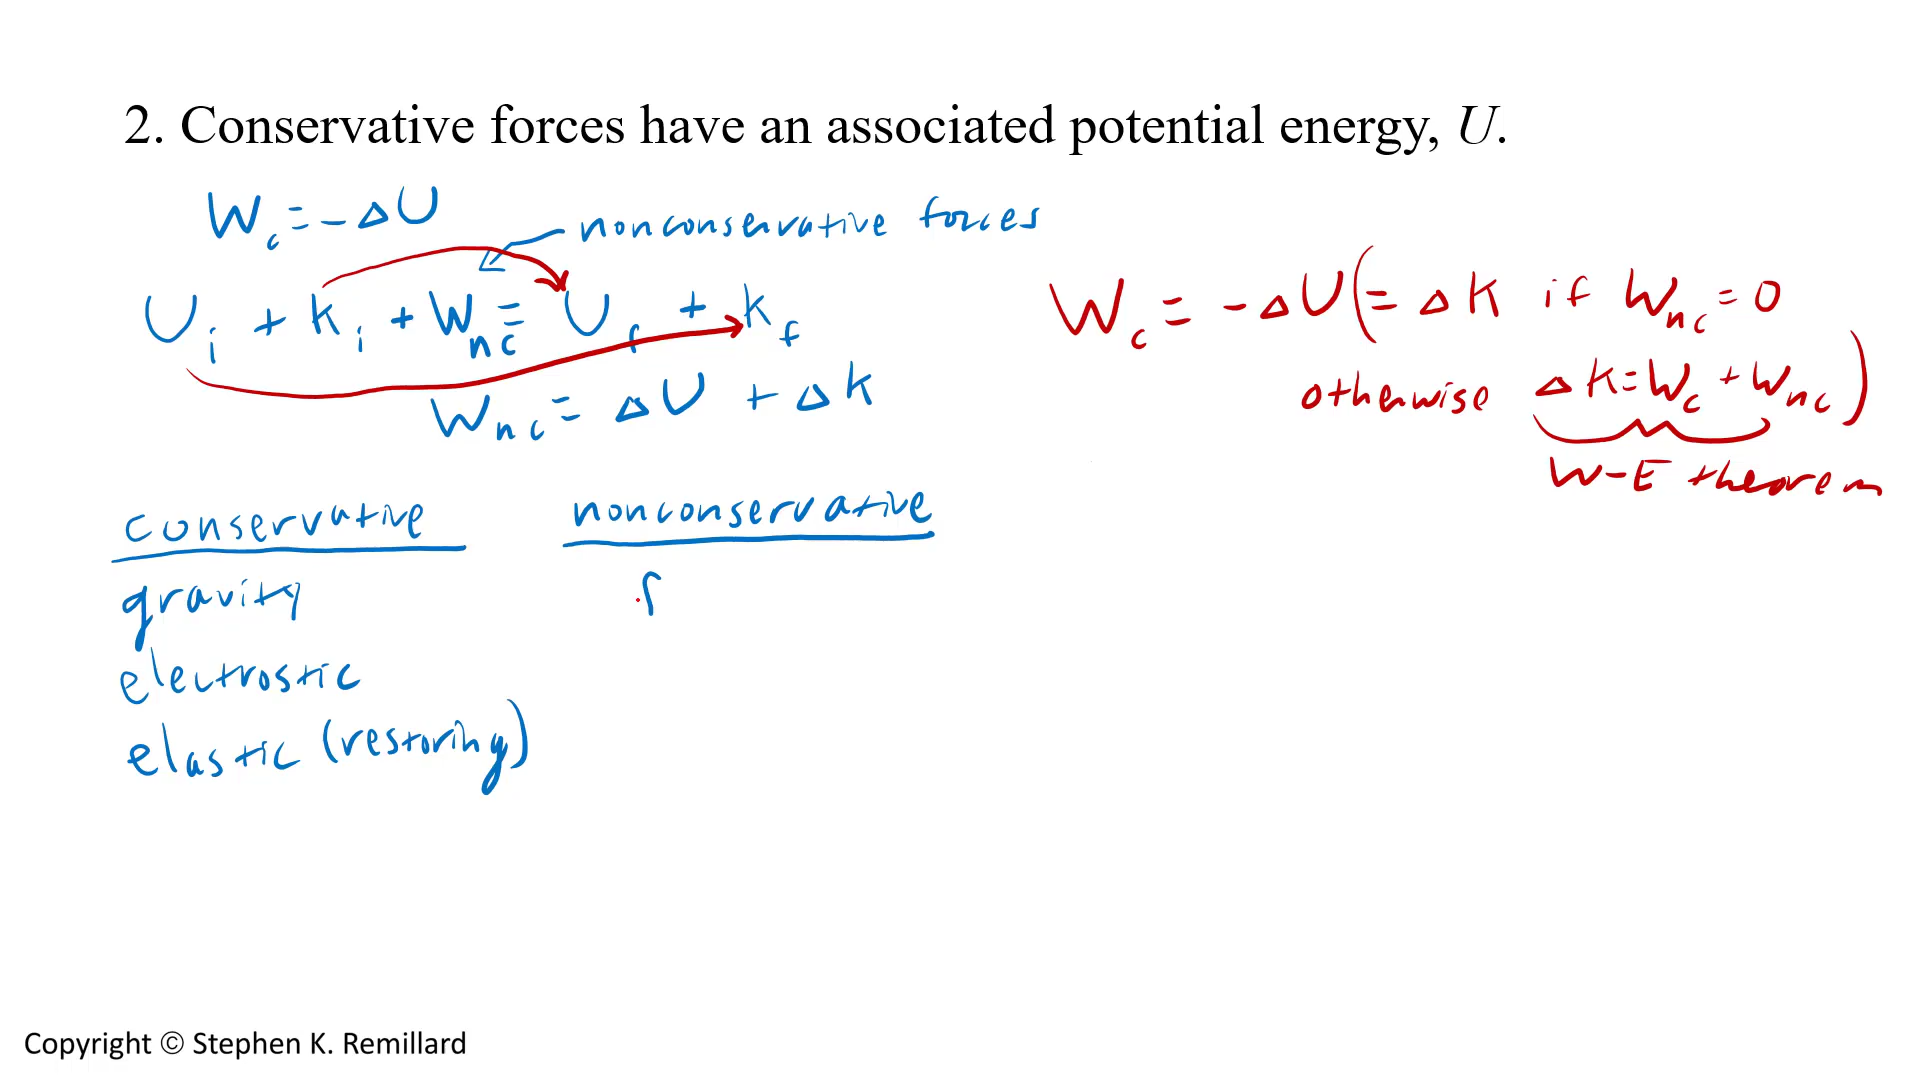 2. Conservative forces have an associated potential energy, U.
W_c = -ΔU
nonconservative forces
U_i + K_i + W_nc = U_f + K_f
W_nc = ΔU + ΔK
W_c = -ΔU (= ΔK if W_nc = 0
otherwise ΔK = W_c + W_nc)
W-E theorem
conservative nonconservative
gravity f
electrostic
elastic (restoring)
Copyright © Stephen K. Remillard